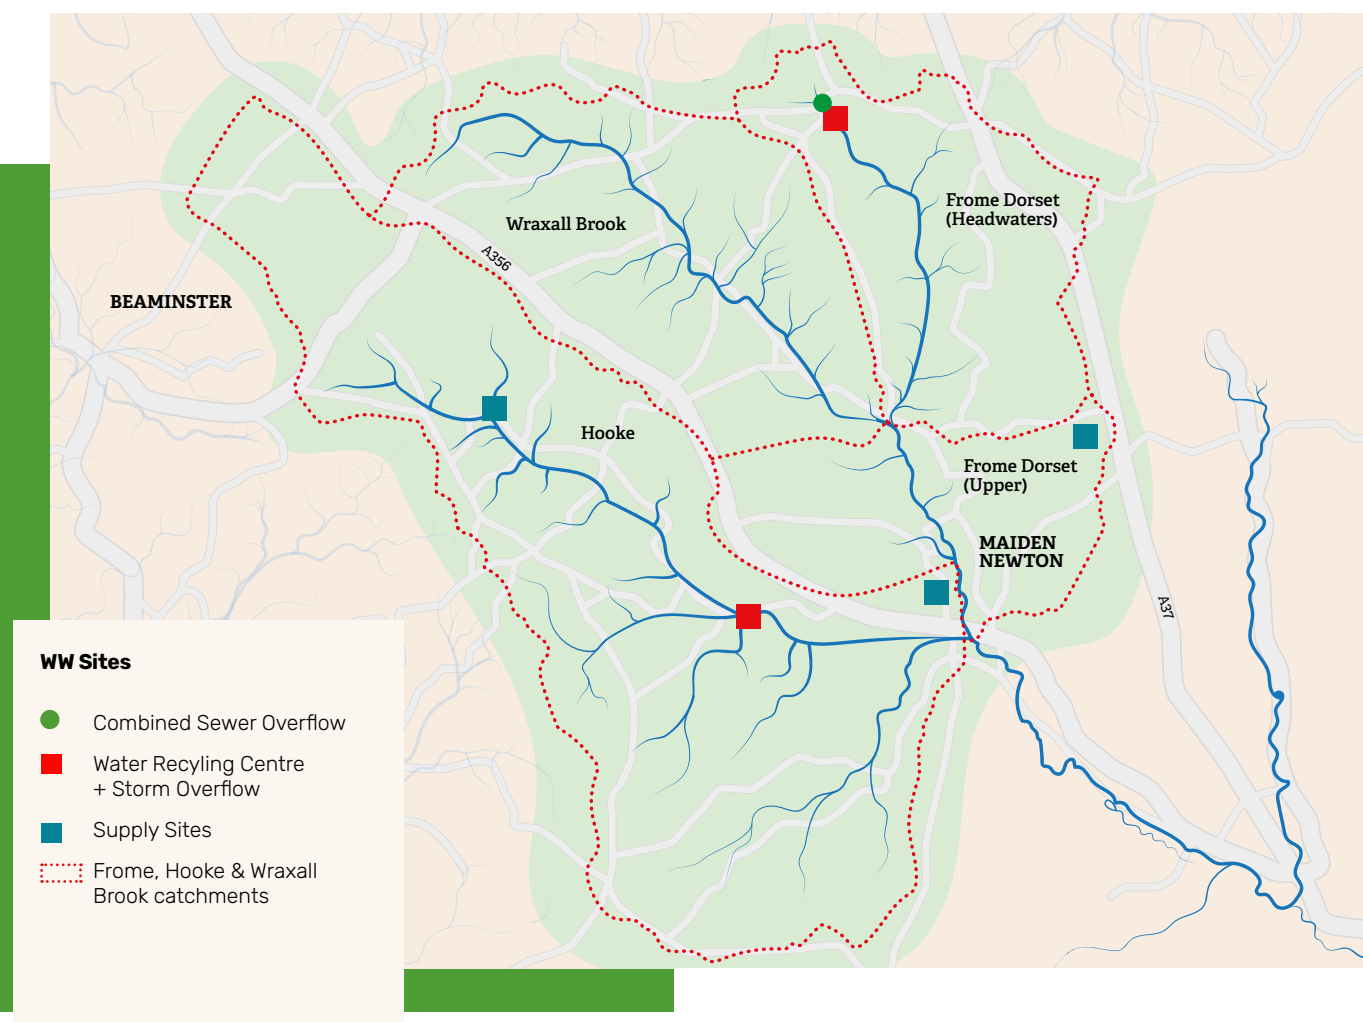 Frome Dorset
(Headwaters)
Wraxall Brook
A356
BEAMINSTER
Hooke
Frome Dorset
(Upper)
MAIDEN
NEWTON
A37
WW Sites
Combined Sewer Overflow
Water Recyling Centre
+ Storm Overflow
Supply Sites
Frome, Hooke & Wraxall
Brook catchments